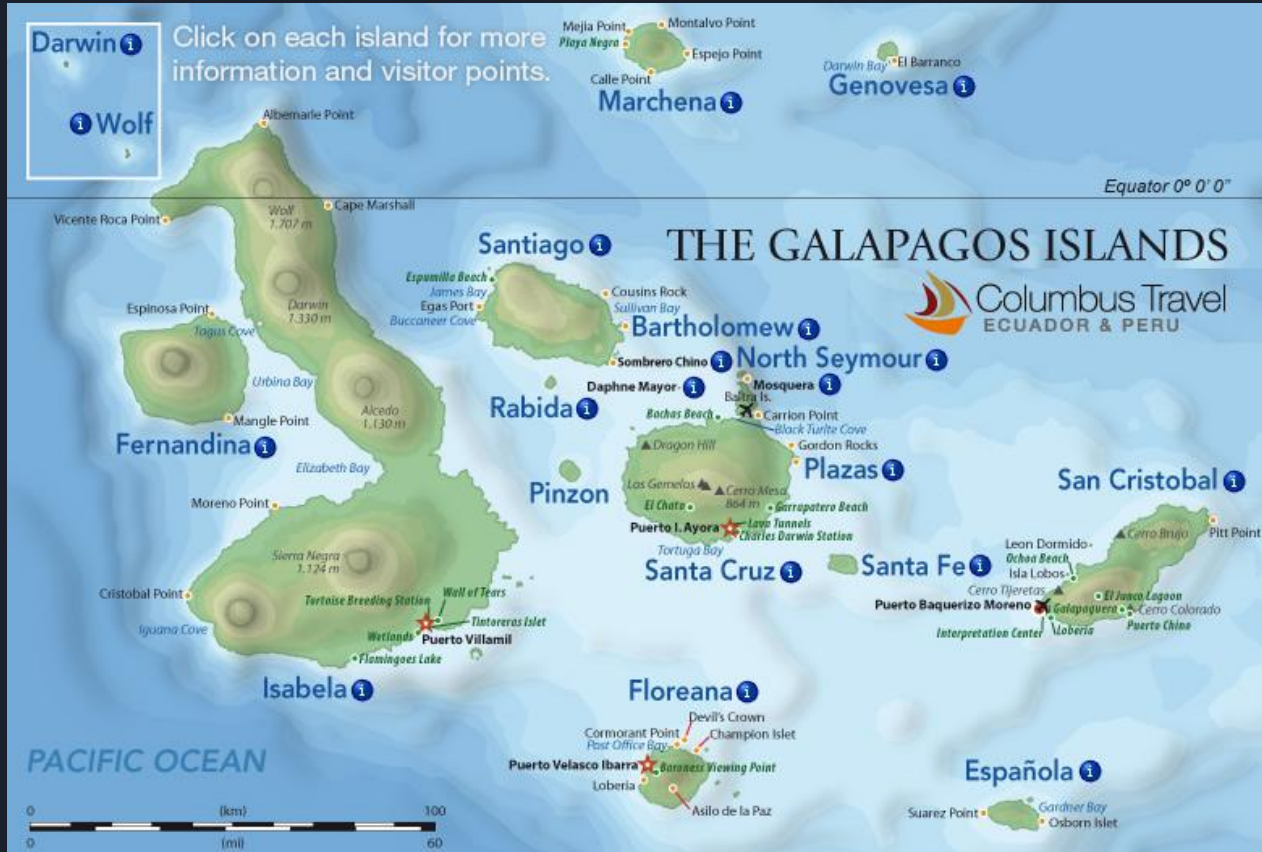 Darwin
Wolf
Click on each island for more
information and visitor points.
Mejia Point
Montalvo Point
Playa Negra
Espejo Point
Calle Point
Marchena
Darwin Bay
El Barranco
Genovesa
Albemarle Point
Equator 0º 0' 0"
Vicente Roca Point
Cape Marshall
Wolf
1.707 m
THE GALAPAGOS ISLANDS
Columbus Travel
ECUADOR & PERU
Santiago
Espumilla Beach
James Bay
Egas Port
Buccaneer Cove
Cousins Rock
Sullivan Bay
Bartholomew
Sombrero Chino
North Seymour
Daphne Mayor
Mosquera
Baltra Is.
Carrion Point
Bachas Beach
Black Turlte Cove
Espinosa Point
Tagus Cove
Darwin
1.330 m
Urbina Bay
Alcedo
1.130 m
Mangle Point
Fernandina
Elizabeth Bay
Rabida
Pinzon
Dragon Hill
Gordon Rocks
Plazas
Los Gemelos
Cerro Mesa
864 m
El Chato
Garrapatero Beach
Puerto I. Ayora
Lava Tunnels
Charles Darwin Station
Tortuga Bay
Santa Cruz
Santa Fe
San Cristobal
Cerro Brujo
Pitt Point
Leon Dormido
Ochoa Beach
Isla Lobos
Cerro Tijeretas
El Junco Lagoon
Puerto Baquerizo Moreno
Galapaguera
Cerro Colorado
Puerto Chino
Interpretation Center
Loberia
Moreno Point
Sierra Negra
1.124 m
Cristobal Point
Iguana Cove
Tortoise Breeding Station
Wall of Tears
Tintoreras Islet
Wetlands
Puerto Villamil
Flamingoes Lake
Isabela
Floreana
Devil's Crown
Cormorant Point
Champion Islet
Post Office Bay
Puerto Velasco Ibarra
Baroness Viewing Point
Loberia
Asilo de la Paz
Española
Suarez Point
Gardner Bay
Osborn Islet
PACIFIC OCEAN
0 (km) 100
0 (mi) 60